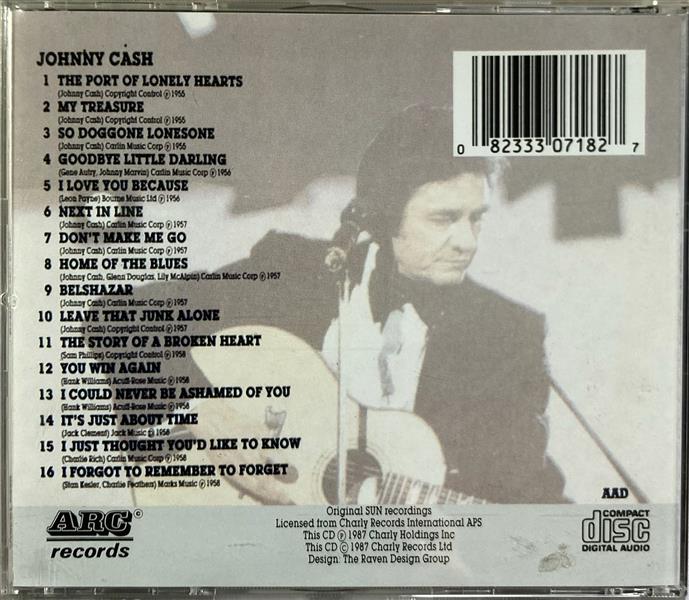 JOHNNY CASH
1 THE PORT OF LONELY HEARTS
(Johnny Cash) Copyright Control ℗ 1955
2 MY TREASURE
(Johnny Cash) Copyright Control ℗ 1955
3 SO DOGGONE LONESONE
(Johnny Cash) Carlin Music Corp ℗ 1956
4 GOODBYE LITTLE DARLING
(Gene Autry, Johnny Marvin) Carlin Music Corp ℗ 1956
5 I LOVE YOU BECAUSE
(Leon Payne) Bourne Music Ltd ℗ 1956
6 NEXT IN LINE
(Johnny Cash) Carlin Music Corp ℗ 1957
7 DON'T MAKE ME GO
(Johnny Cash) Carlin Music Corp ℗ 1957
8 HOME OF THE BLUES
(Johnny Cash, Glenn Douglas, Lily McAlpin) Carlin Music Corp ℗ 1957
9 BELSHAZAR
(Johnny Cash) Carlin Music Corp ℗ 1957
10 LEAVE THAT JUNK ALONE
(Johnny Cash) Copyright Control ℗ 1957
11 THE STORY OF A BROKEN HEART
(Sam Phillips) Copyright Control ℗ 1958
12 YOU WIN AGAIN
(Hank Williams) Acuff-Rose Music ℗ 1958
13 I COULD NEVER BE ASHAMED OF YOU
(Hank Williams) Acuff-Rose Music ℗ 1958
14 IT'S JUST ABOUT TIME
(Jack Clement) Jack Music ℗ 1958
15 I JUST THOUGHT YOU'D LIKE TO KNOW
(Charlie Rich) Carlin Music Corp ℗ 1958
16 I FORGOT TO REMEMBER TO FORGET
(Stan Kesler, Charlie Feathers) Marks Music ℗ 1958
0 82333 07182 7
AAD
ARC ©
records
Original SUN recordings
Licensed from Charly Records International APS
This CD ℗ 1987 Charly Holdings Inc
This CD © 1987 Charly Records Ltd
Design: The Raven Design Group
COMPACT
disc
DIGITAL AUDIO